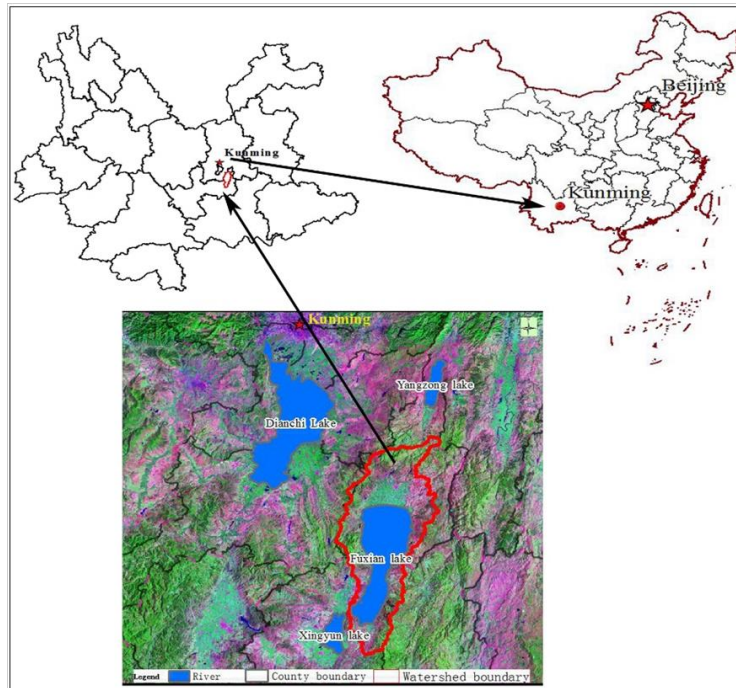 Kunming
Beijing
Kunming
Kunming
Yangzong lake
Dianchi Lake
Fuxian lake
Xingyun lake
Legend River County boundary Watershed boundary